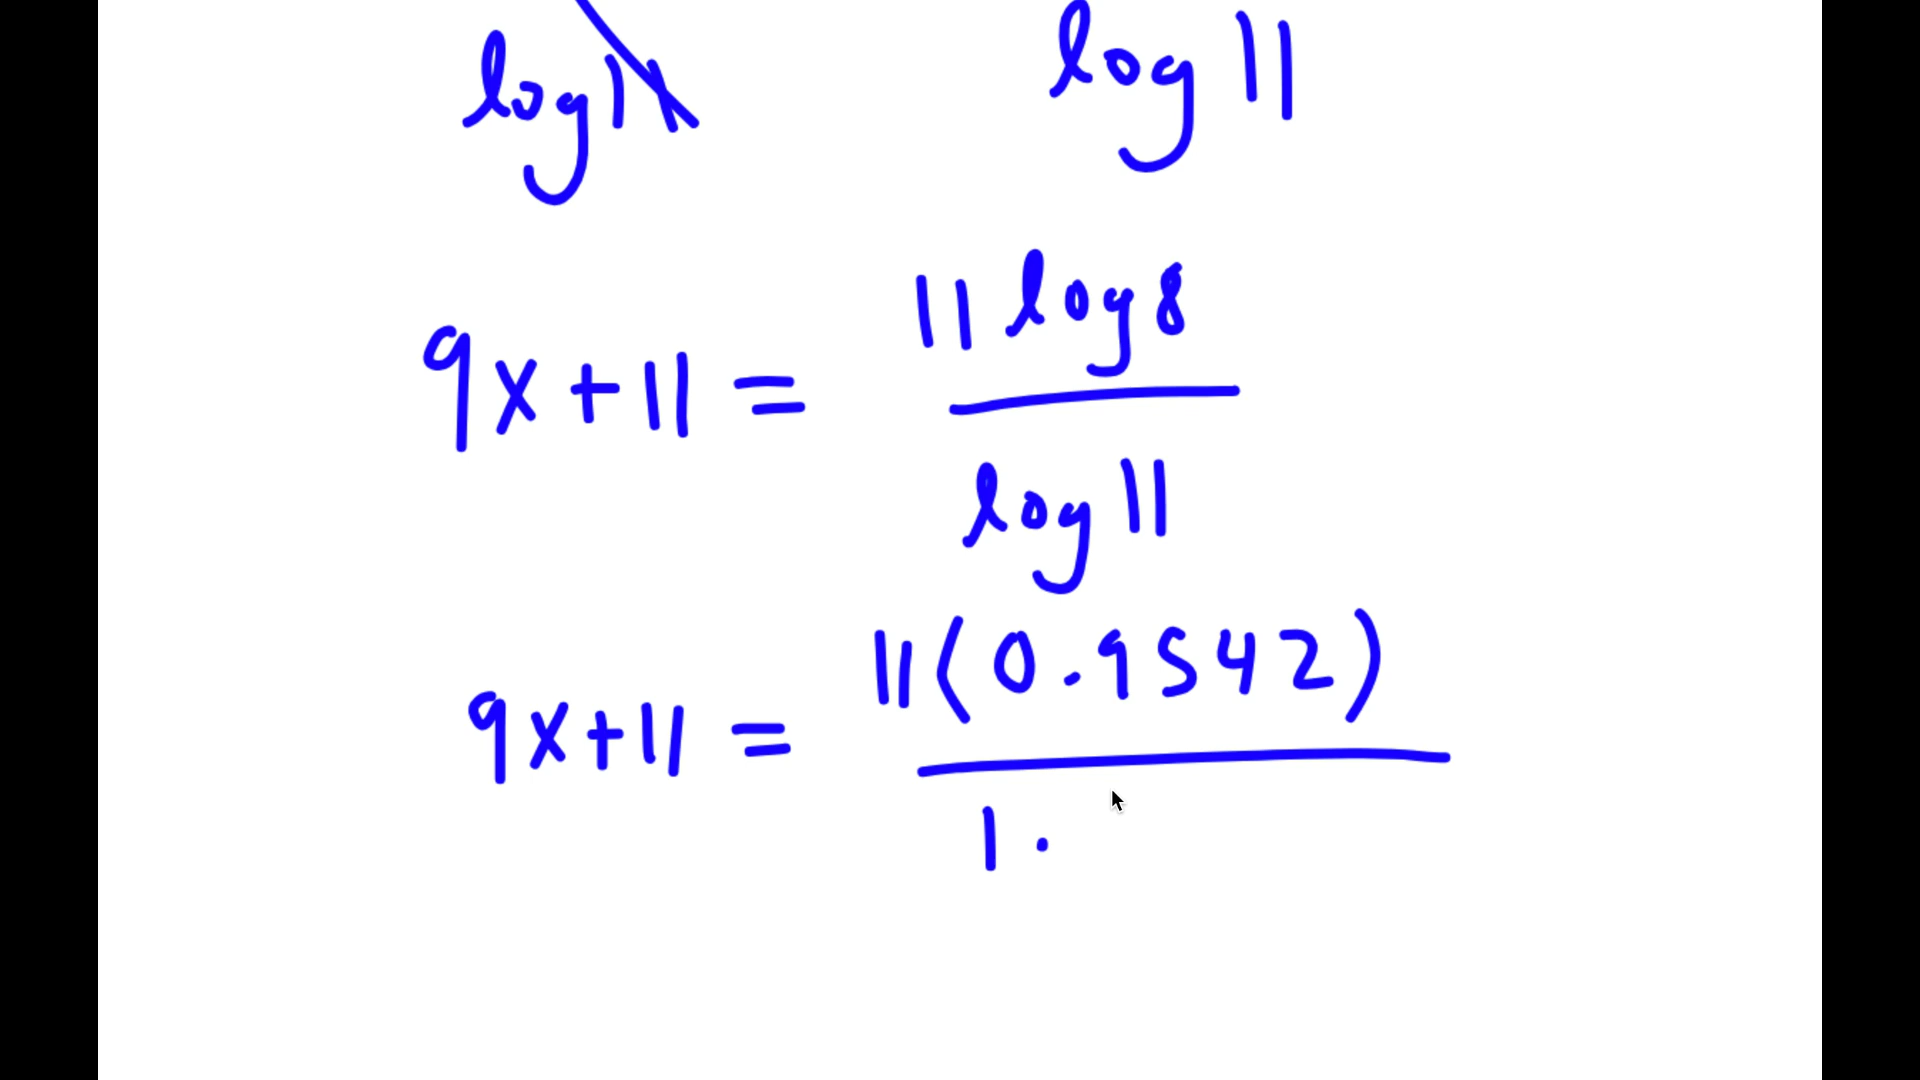 log 11 log 11
9x + 11 = 11 log 8
log 11
9x + 11 = 11(0.9542)
1.